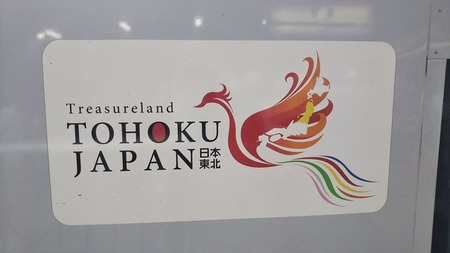 Treasureland
TOHOKU
JAPAN 日本
東北